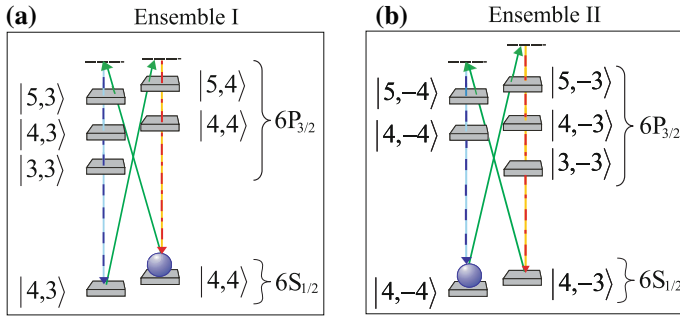 (a) Ensemble I
|5,3⟩
|4,3⟩
|3,3⟩
|5,4⟩
|4,4⟩
6P3/2
|4,3⟩
|4,4⟩
6S1/2
(b) Ensemble II
|5,−4⟩
|4,−4⟩
|5,−3⟩
|4,−3⟩
|3,−3⟩
6P3/2
|4,−4⟩
|4,−3⟩
6S1/2